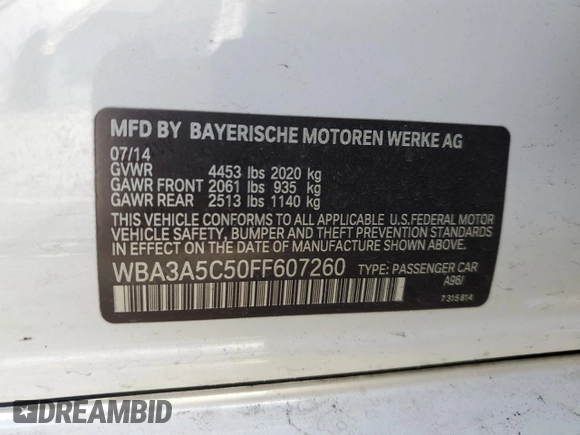 MFD BY BAYERISCHE MOTOREN WERKE AG
07/14
GVWR 4453 lbs 2020 kg
GAWR FRONT 2061 lbs 935 kg
GAWR REAR 2513 lbs 1140 kg
THIS VEHICLE CONFORMS TO ALL APPLICABLE U.S.FEDERAL MOTOR
VEHICLE SAFETY, BUMPER AND THEFT PREVENTION STANDARDS
IN EFFECT ON THE DATE OF MANUFACTURE SHOWN ABOVE.
WBA3A5C50FF607260 TYPE: PASSENGER CAR
A96/
7 315 814
DREAMBID